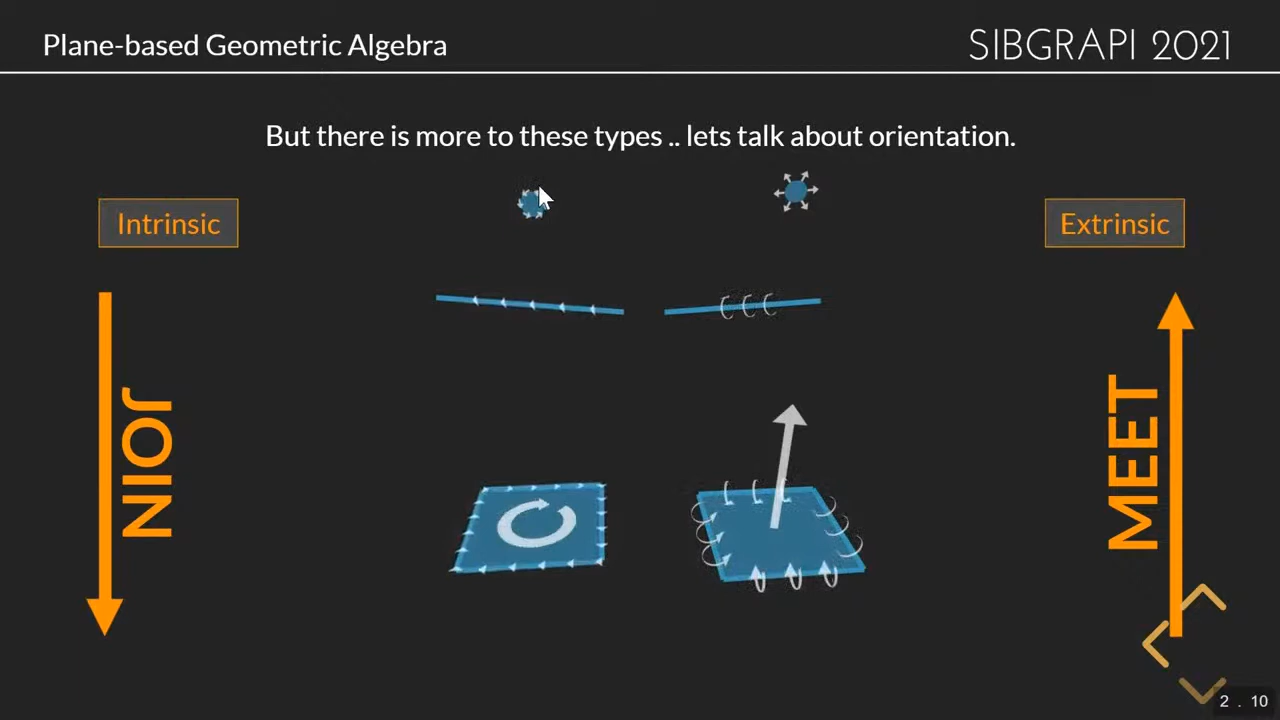 Plane-based Geometric Algebra
SIBGRAPI 2021
But there is more to these types .. lets talk about orientation.
Intrinsic
Extrinsic
JOIN
MEET
2 . 10